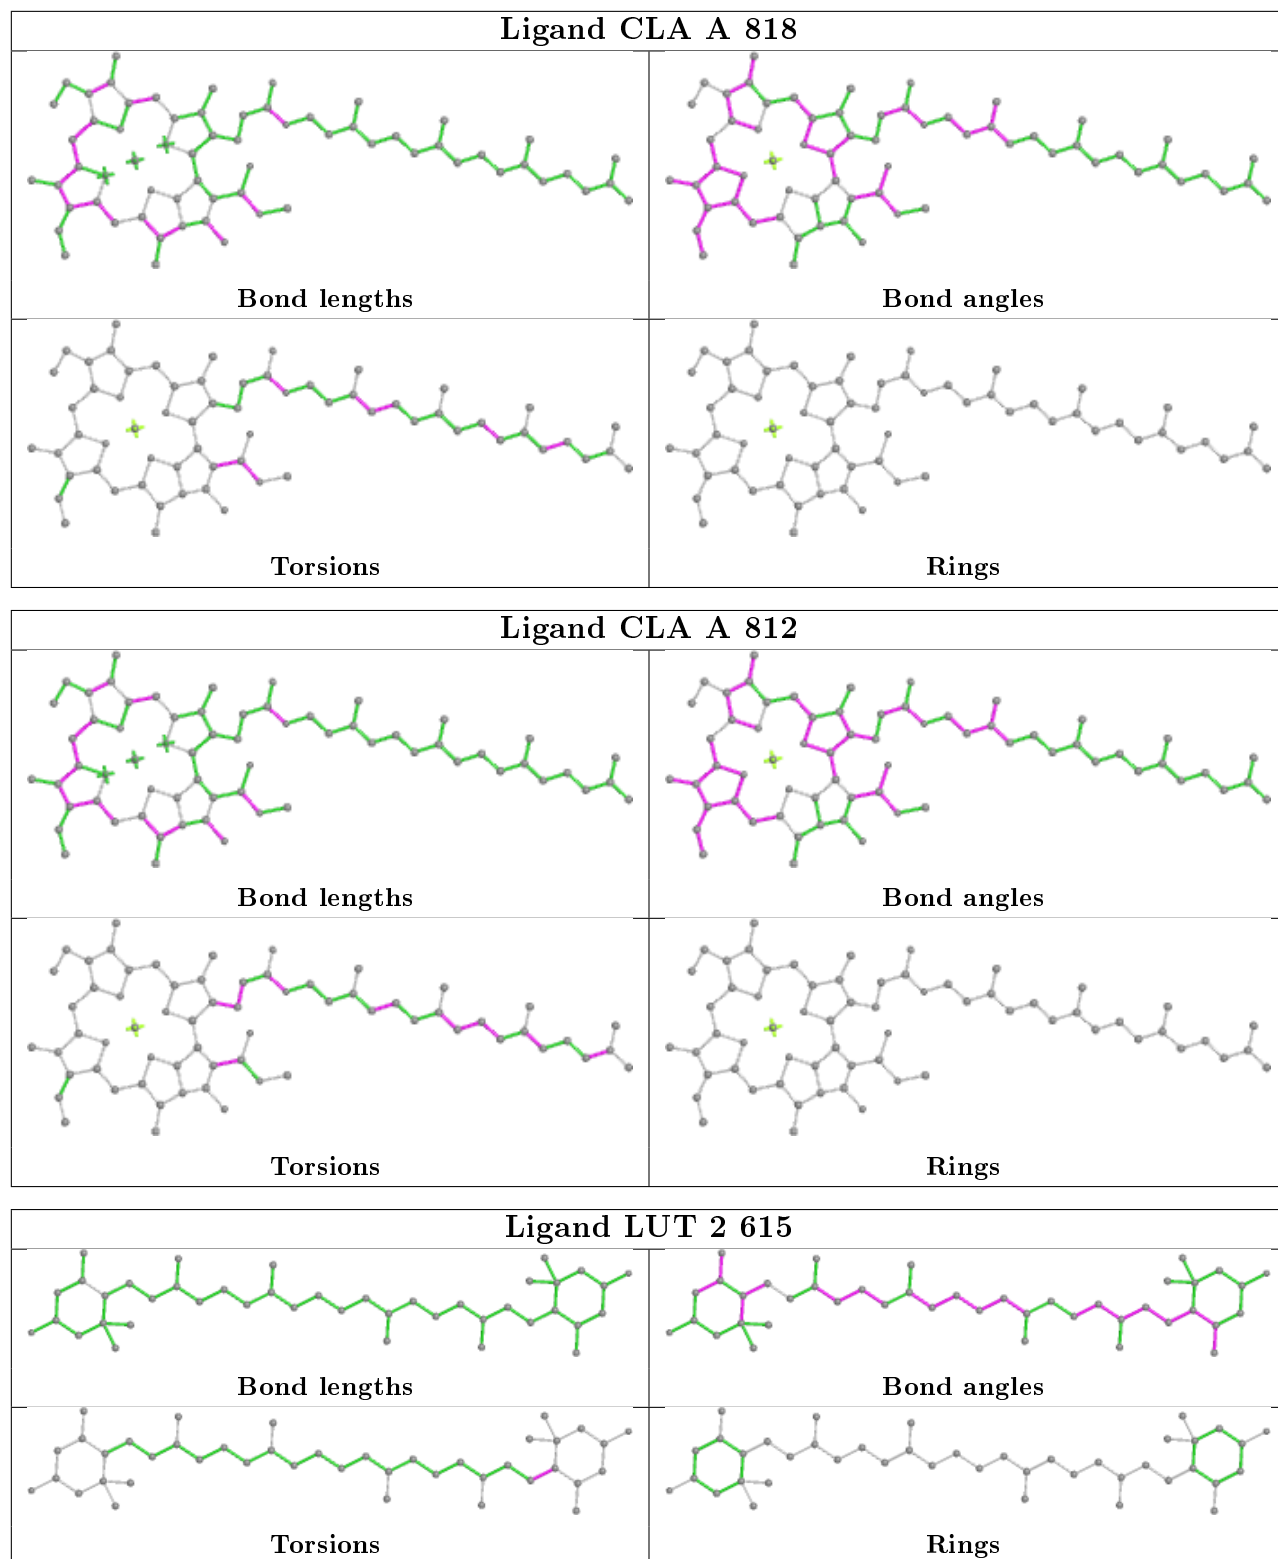 Ligand CLA A 818
Bond lengths
Bond angles
Torsions
Rings
Ligand CLA A 812
Bond lengths
Bond angles
Torsions
Rings
Ligand LUT 2 615
Bond lengths
Bond angles
Torsions
Rings